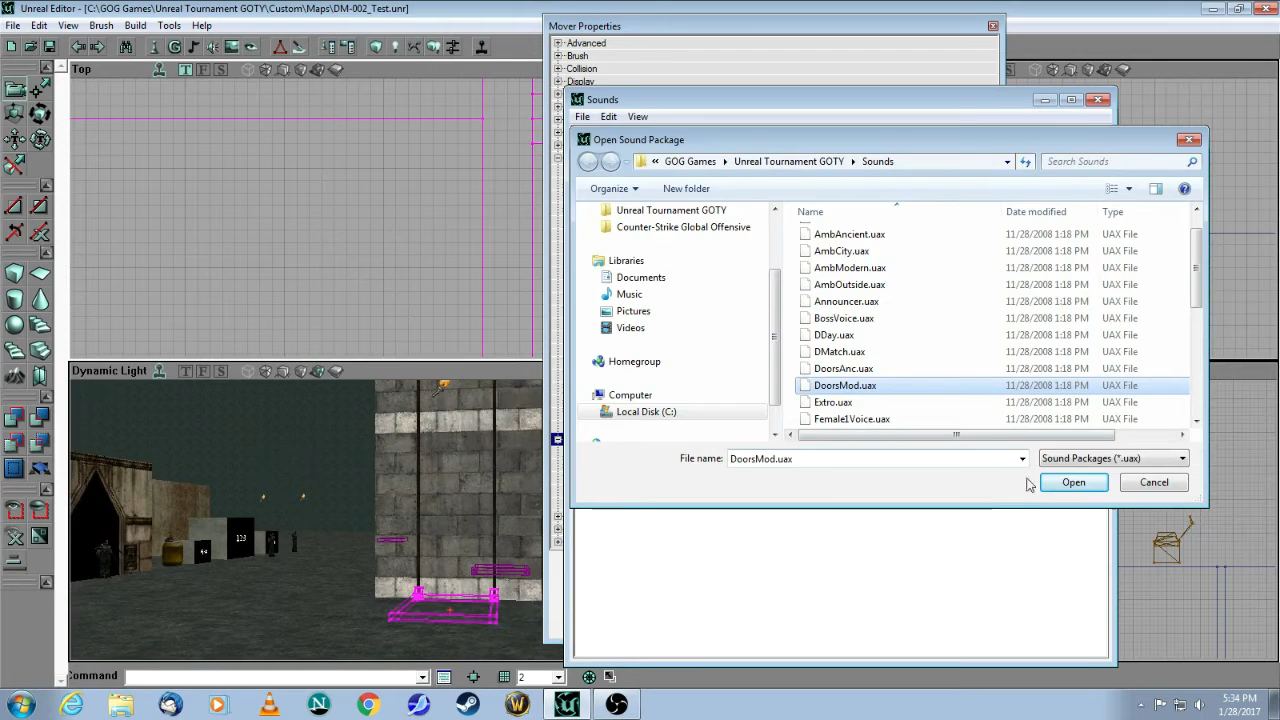 Unreal Editor - [C:\GOG Games\Unreal Tournament GOTY\Custom\Maps\DM-002_Test.unr]
File Edit View Brush Build Tools Help
Mover Properties
Advanced
Brush
Collision
Display
Top
T F S
Sounds
File Edit View
Open Sound Package
GOG Games Unreal Tournament GOTY Sounds
Search Sounds
Organize New folder
Unreal Tournament GOTY
Counter-Strike Global Offensive
Libraries
Documents
Music
Pictures
Videos
Homegroup
Computer
Local Disk (C:)
Name Date modified Type
AmbAncient.uax 11/28/2008 1:18 PM UAX File
AmbCity.uax 11/28/2008 1:18 PM UAX File
AmbModern.uax 11/28/2008 1:18 PM UAX File
AmbOutside.uax 11/28/2008 1:18 PM UAX File
Announcer.uax 11/28/2008 1:18 PM UAX File
BossVoice.uax 11/28/2008 1:18 PM UAX File
DDay.uax 11/28/2008 1:18 PM UAX File
DMatch.uax 11/28/2008 1:18 PM UAX File
DoorsAnc.uax 11/28/2008 1:18 PM UAX File
DoorsMod.uax 11/28/2008 1:18 PM UAX File
Extro.uax 11/28/2008 1:18 PM UAX File
Female1Voice.uax 11/28/2008 1:18 PM UAX File
File name: DoorsMod.uax Sound Packages (*.uax)
Open Cancel
Dynamic Light
T F S
Command
2
5:34 PM
1/28/2017